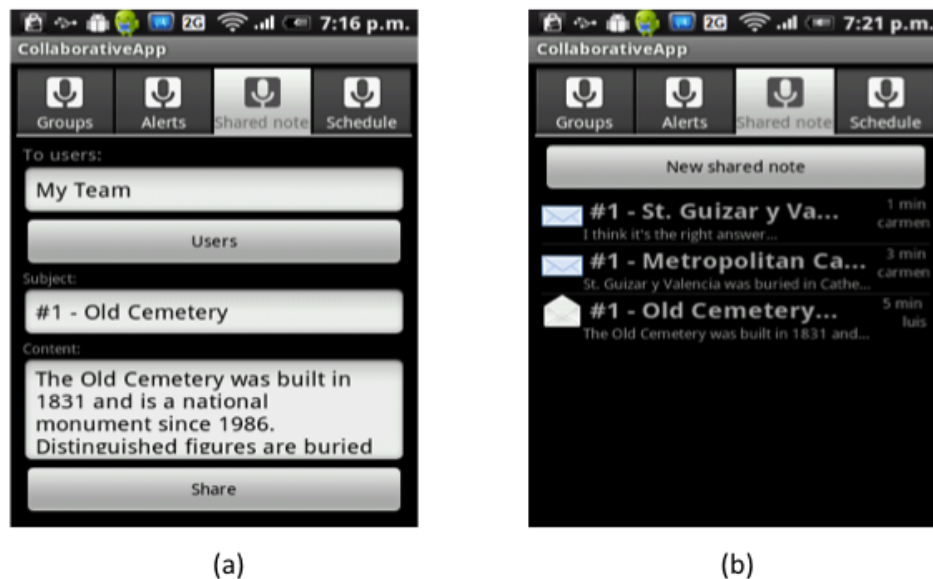 2G 7:16 p.m.
CollaborativeApp
Groups Alerts Shared note Schedule
To users:
My Team
Users
Subject:
#1 - Old Cemetery
Content:
The Old Cemetery was built in
1831 and is a national
monument since 1986.
Distinguished figures are buried
Share
(a)
2G 7:21 p.m.
CollaborativeApp
Groups Alerts Shared note Schedule
New shared note
#1 - St. Guizar y Va... 1 min
I think it's the right answer... carmen
#1 - Metropolitan Ca... 3 min
St. Guizar y Valencia was buried in Cathe... carmen
#1 - Old Cemetery... 5 min
The Old Cemetery was built in 1831 and... luis
(b)